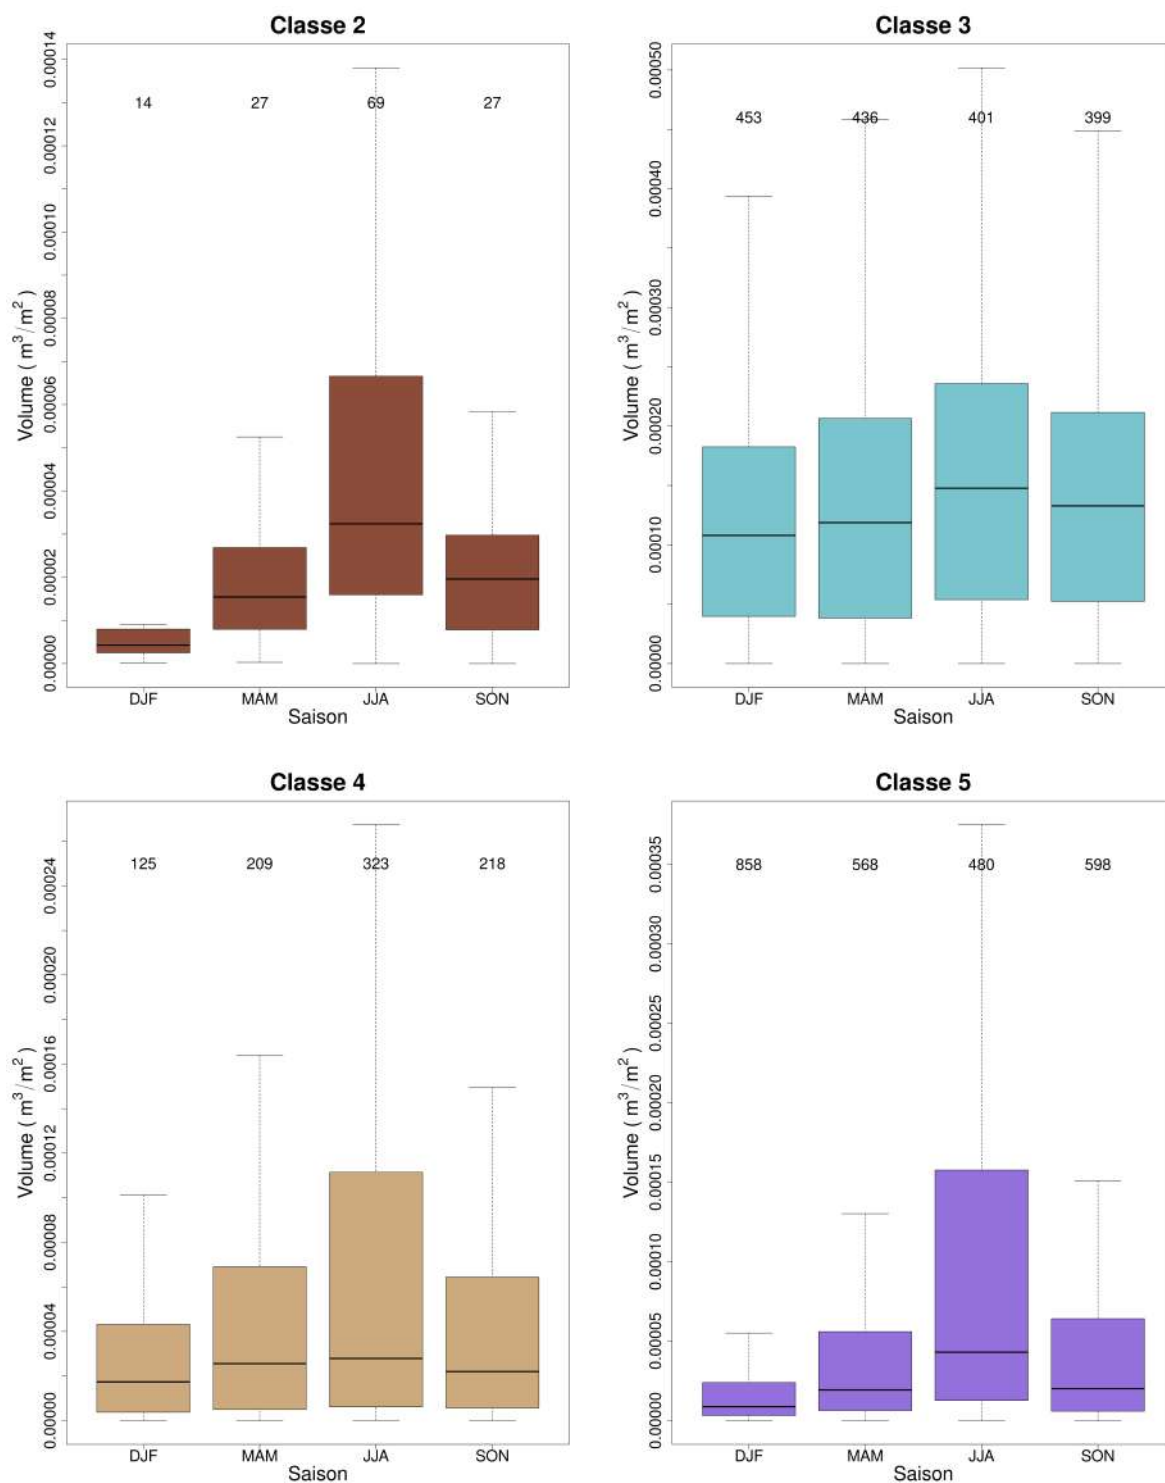 Classe 2
0.00014
0.00012
0.00010
0.00008
0.00006
0.00004
0.00002
0.00000
Volume ( m³/m² )
14 27 69 27
DJF MAM JJA SON
Saison
Classe 3
0.00050
0.00040
0.00030
0.00020
0.00010
0.00000
Volume ( m³/m² )
453 436 401 399
DJF MAM JJA SON
Saison
Classe 4
0.00024
0.00020
0.00016
0.00012
0.00008
0.00004
0.00000
Volume ( m³/m² )
125 209 323 218
DJF MAM JJA SON
Saison
Classe 5
0.00035
0.00030
0.00025
0.00020
0.00015
0.00010
0.00005
0.00000
Volume ( m³/m² )
858 568 480 598
DJF MAM JJA SON
Saison